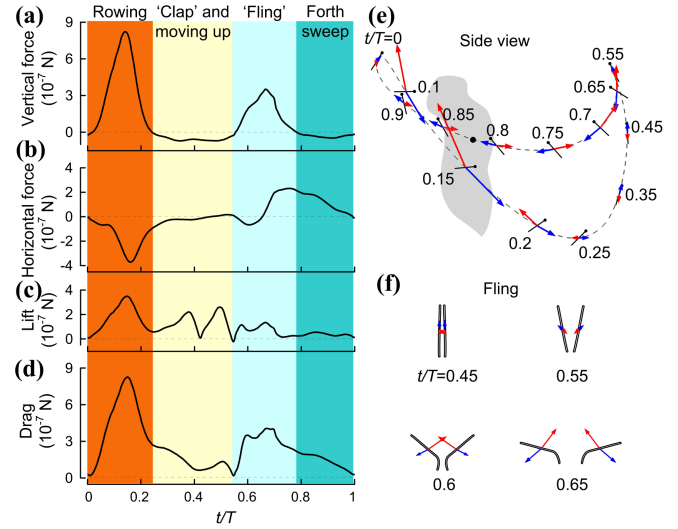 (a)
Rowing
'Clap' and
moving up
'Fling'
Forth
sweep
Vertical force
(10⁻⁷ N)
9
6
3
0
(b)
Horizontal force
(10⁻⁷ N)
4
2
0
-2
-4
(c)
Lift
(10⁻⁷ N)
4
2
0
(d)
Drag
(10⁻⁷ N)
9
6
3
0
0.0
0.2
0.4
0.6
0.8
1
t/T
(e)
Side view
t/T=0
0.1
0.9
0.85
0.8
0.75
0.7
0.65
0.55
0.45
0.35
0.25
0.2
0.15
(f)
Fling
t/T=0.45
0.55
0.6
0.65